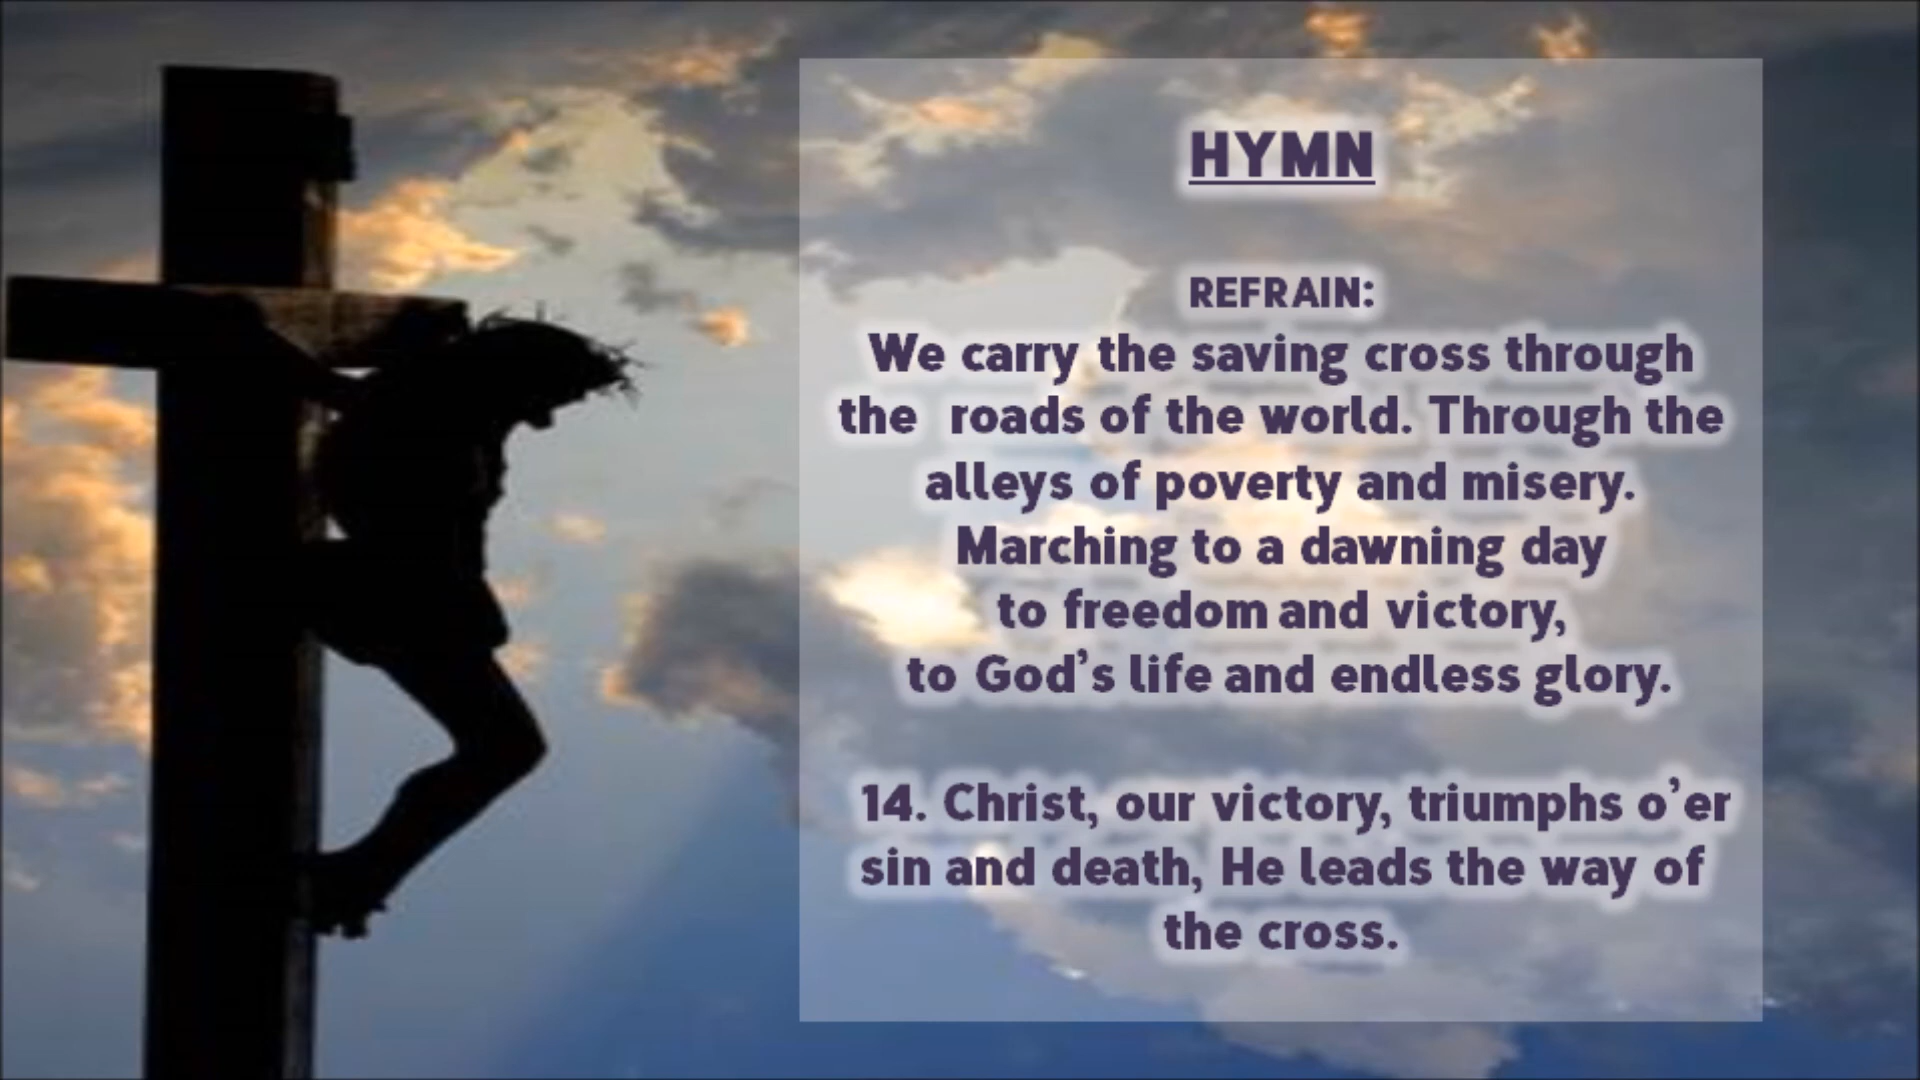 HYMN
REFRAIN:
We carry the saving cross through
the roads of the world. Through the
alleys of poverty and misery.
Marching to a dawning day
to freedom and victory,
to God's life and endless glory.
14. Christ, our victory, triumphs o'er
sin and death, He leads the way of
the cross.